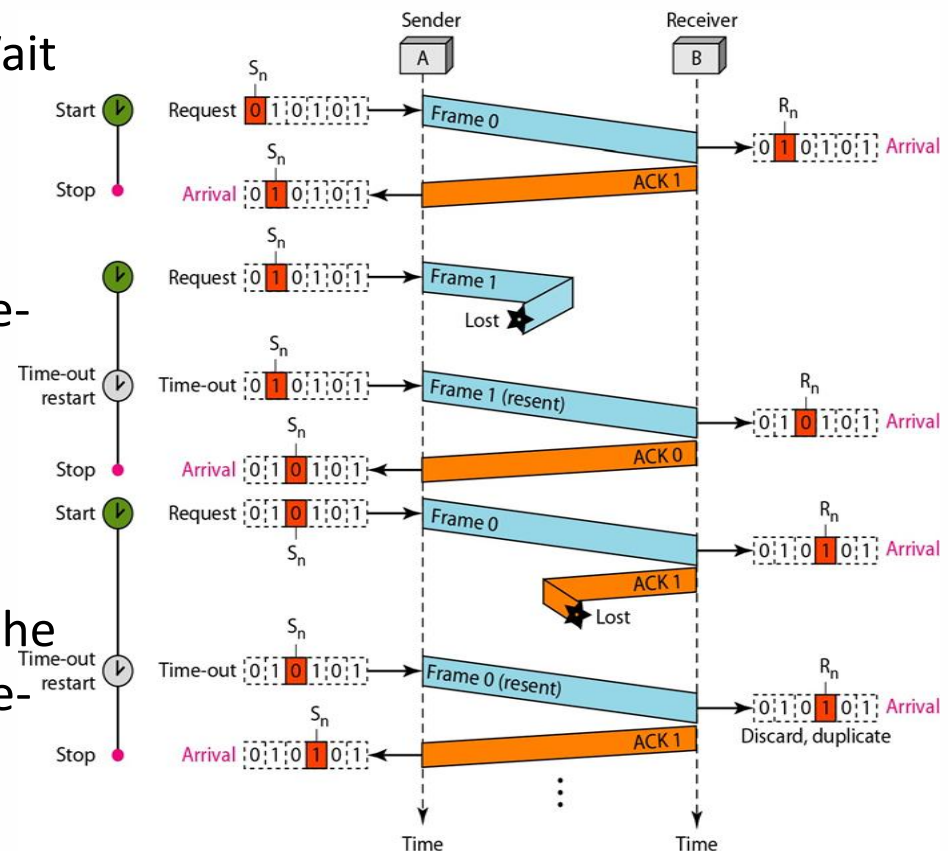 Sender Receiver
Wait
A B
Sn
Start Request 0 1 0 1 0 1 Frame 0 Rn
0 1 0 1 0 1 Arrival
Sn ACK 1
Stop Arrival 0 1 0 1 0 1
Sn
Request 0 1 0 1 0 1 Frame 1
e-
Lost
Sn
Time-out Rn
restart Time-out 0 1 0 1 0 1 Frame 1 (resent)
0 1 0 1 0 1 Arrival
Sn ACK 0
Stop Arrival 0 1 0 1 0 1
Start Request 0 1 0 1 0 1 Frame 0 Rn
Sn 0 1 0 1 0 1 Arrival
ACK 1
Lost
he Sn
Time-out Rn
restart Time-out 0 1 0 1 0 1 Frame 0 (resent)
e- 0 1 0 1 0 1 Arrival
Sn Discard, duplicate
Stop Arrival 0 1 0 1 0 1 ACK 1
Time Time